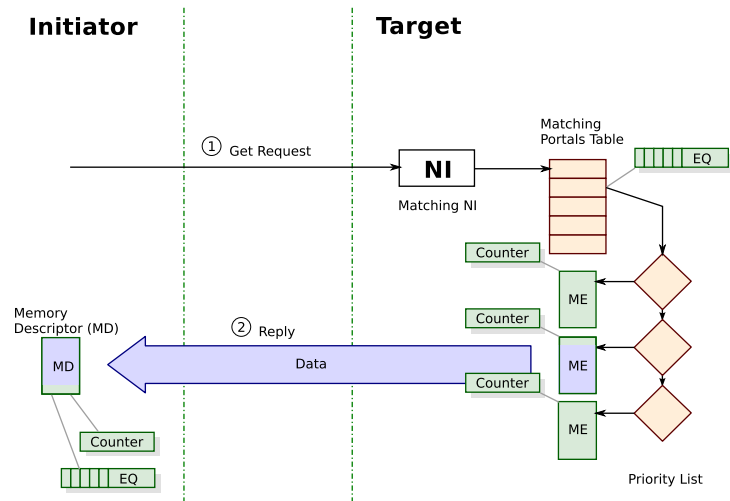 Initiator
Target
Matching
Portals Table
EQ
1 Get Request
NI
Matching NI
Counter
ME
Memory
Descriptor (MD)
2 Reply
Counter
MD
Data
ME
Counter
ME
Counter
EQ
Priority List